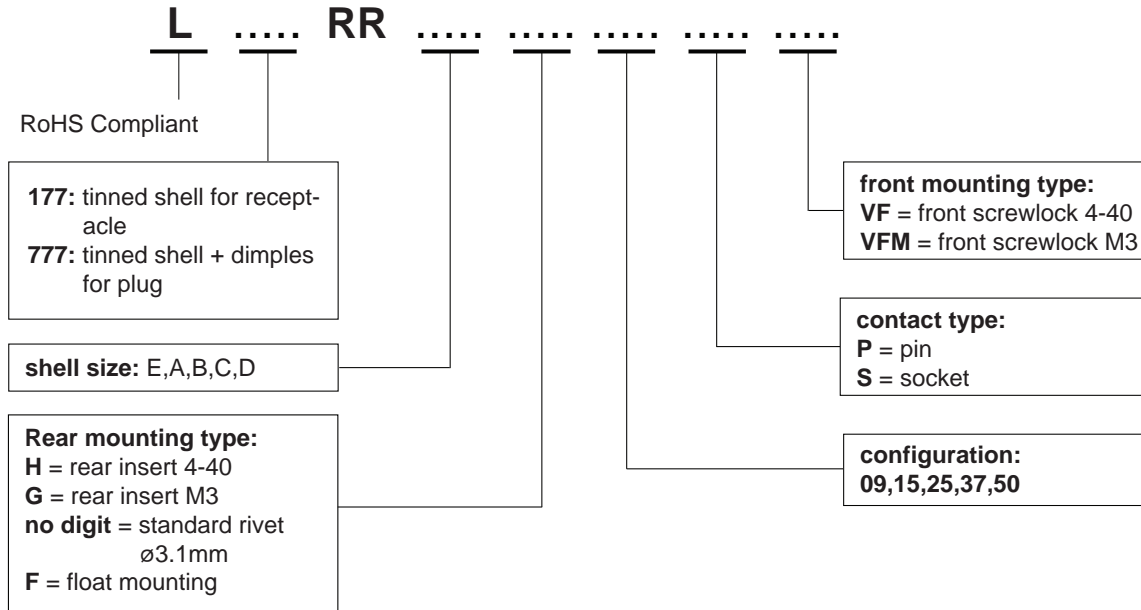 L ..... RR ..... ..... ..... ..... .....
RoHS Compliant
177: tinned shell for recept-
acle
777: tinned shell + dimples
for plug
shell size: E,A,B,C,D
Rear mounting type:
H = rear insert 4-40
G = rear insert M3
no digit = standard rivet
ø3.1mm
F = float mounting
front mounting type:
VF = front screwlock 4-40
VFM = front screwlock M3
contact type:
P = pin
S = socket
configuration:
09,15,25,37,50